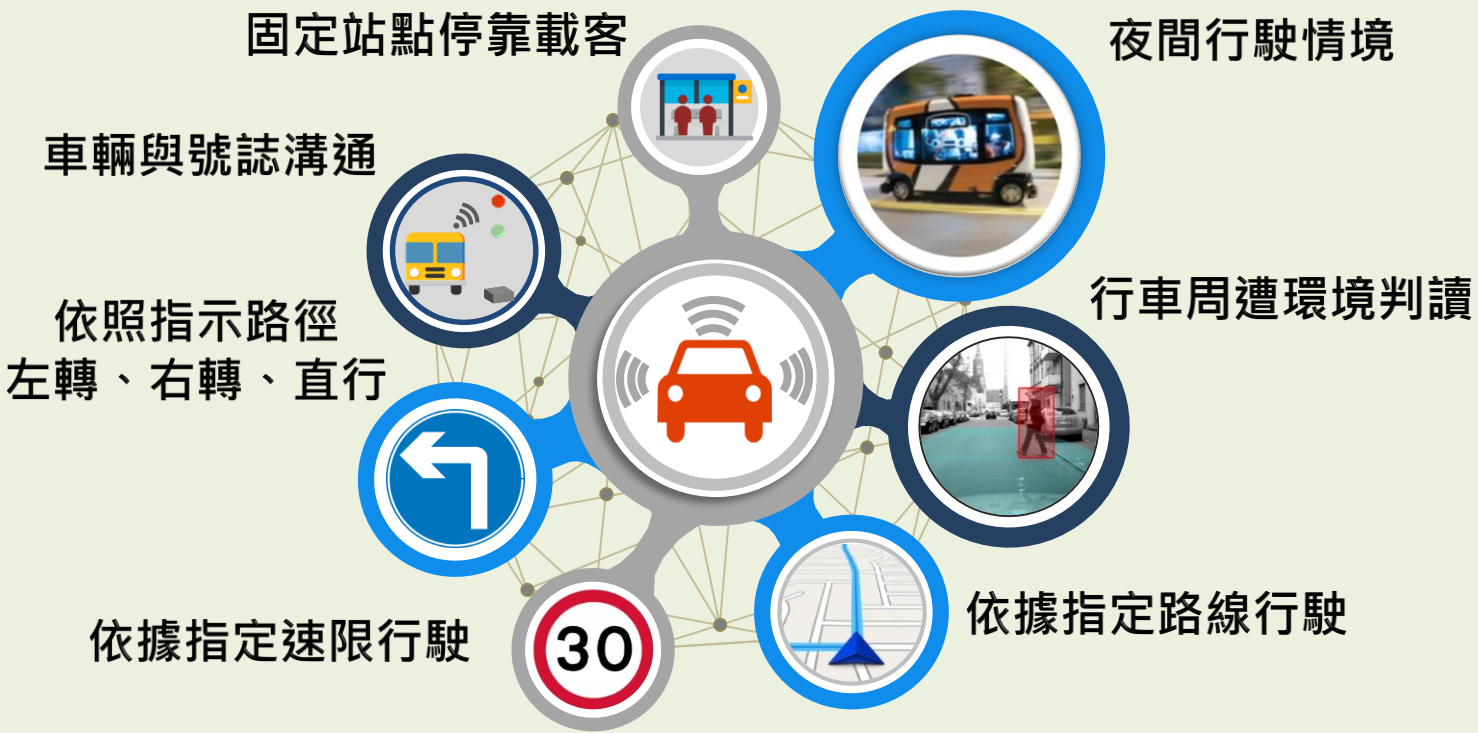 固定站點停靠載客
夜間行駛情境
車輛與號誌溝通
行車周遭環境判讀
依照指示路徑
左轉、右轉、直行
依據指定路線行駛
依據指定速限行駛
30